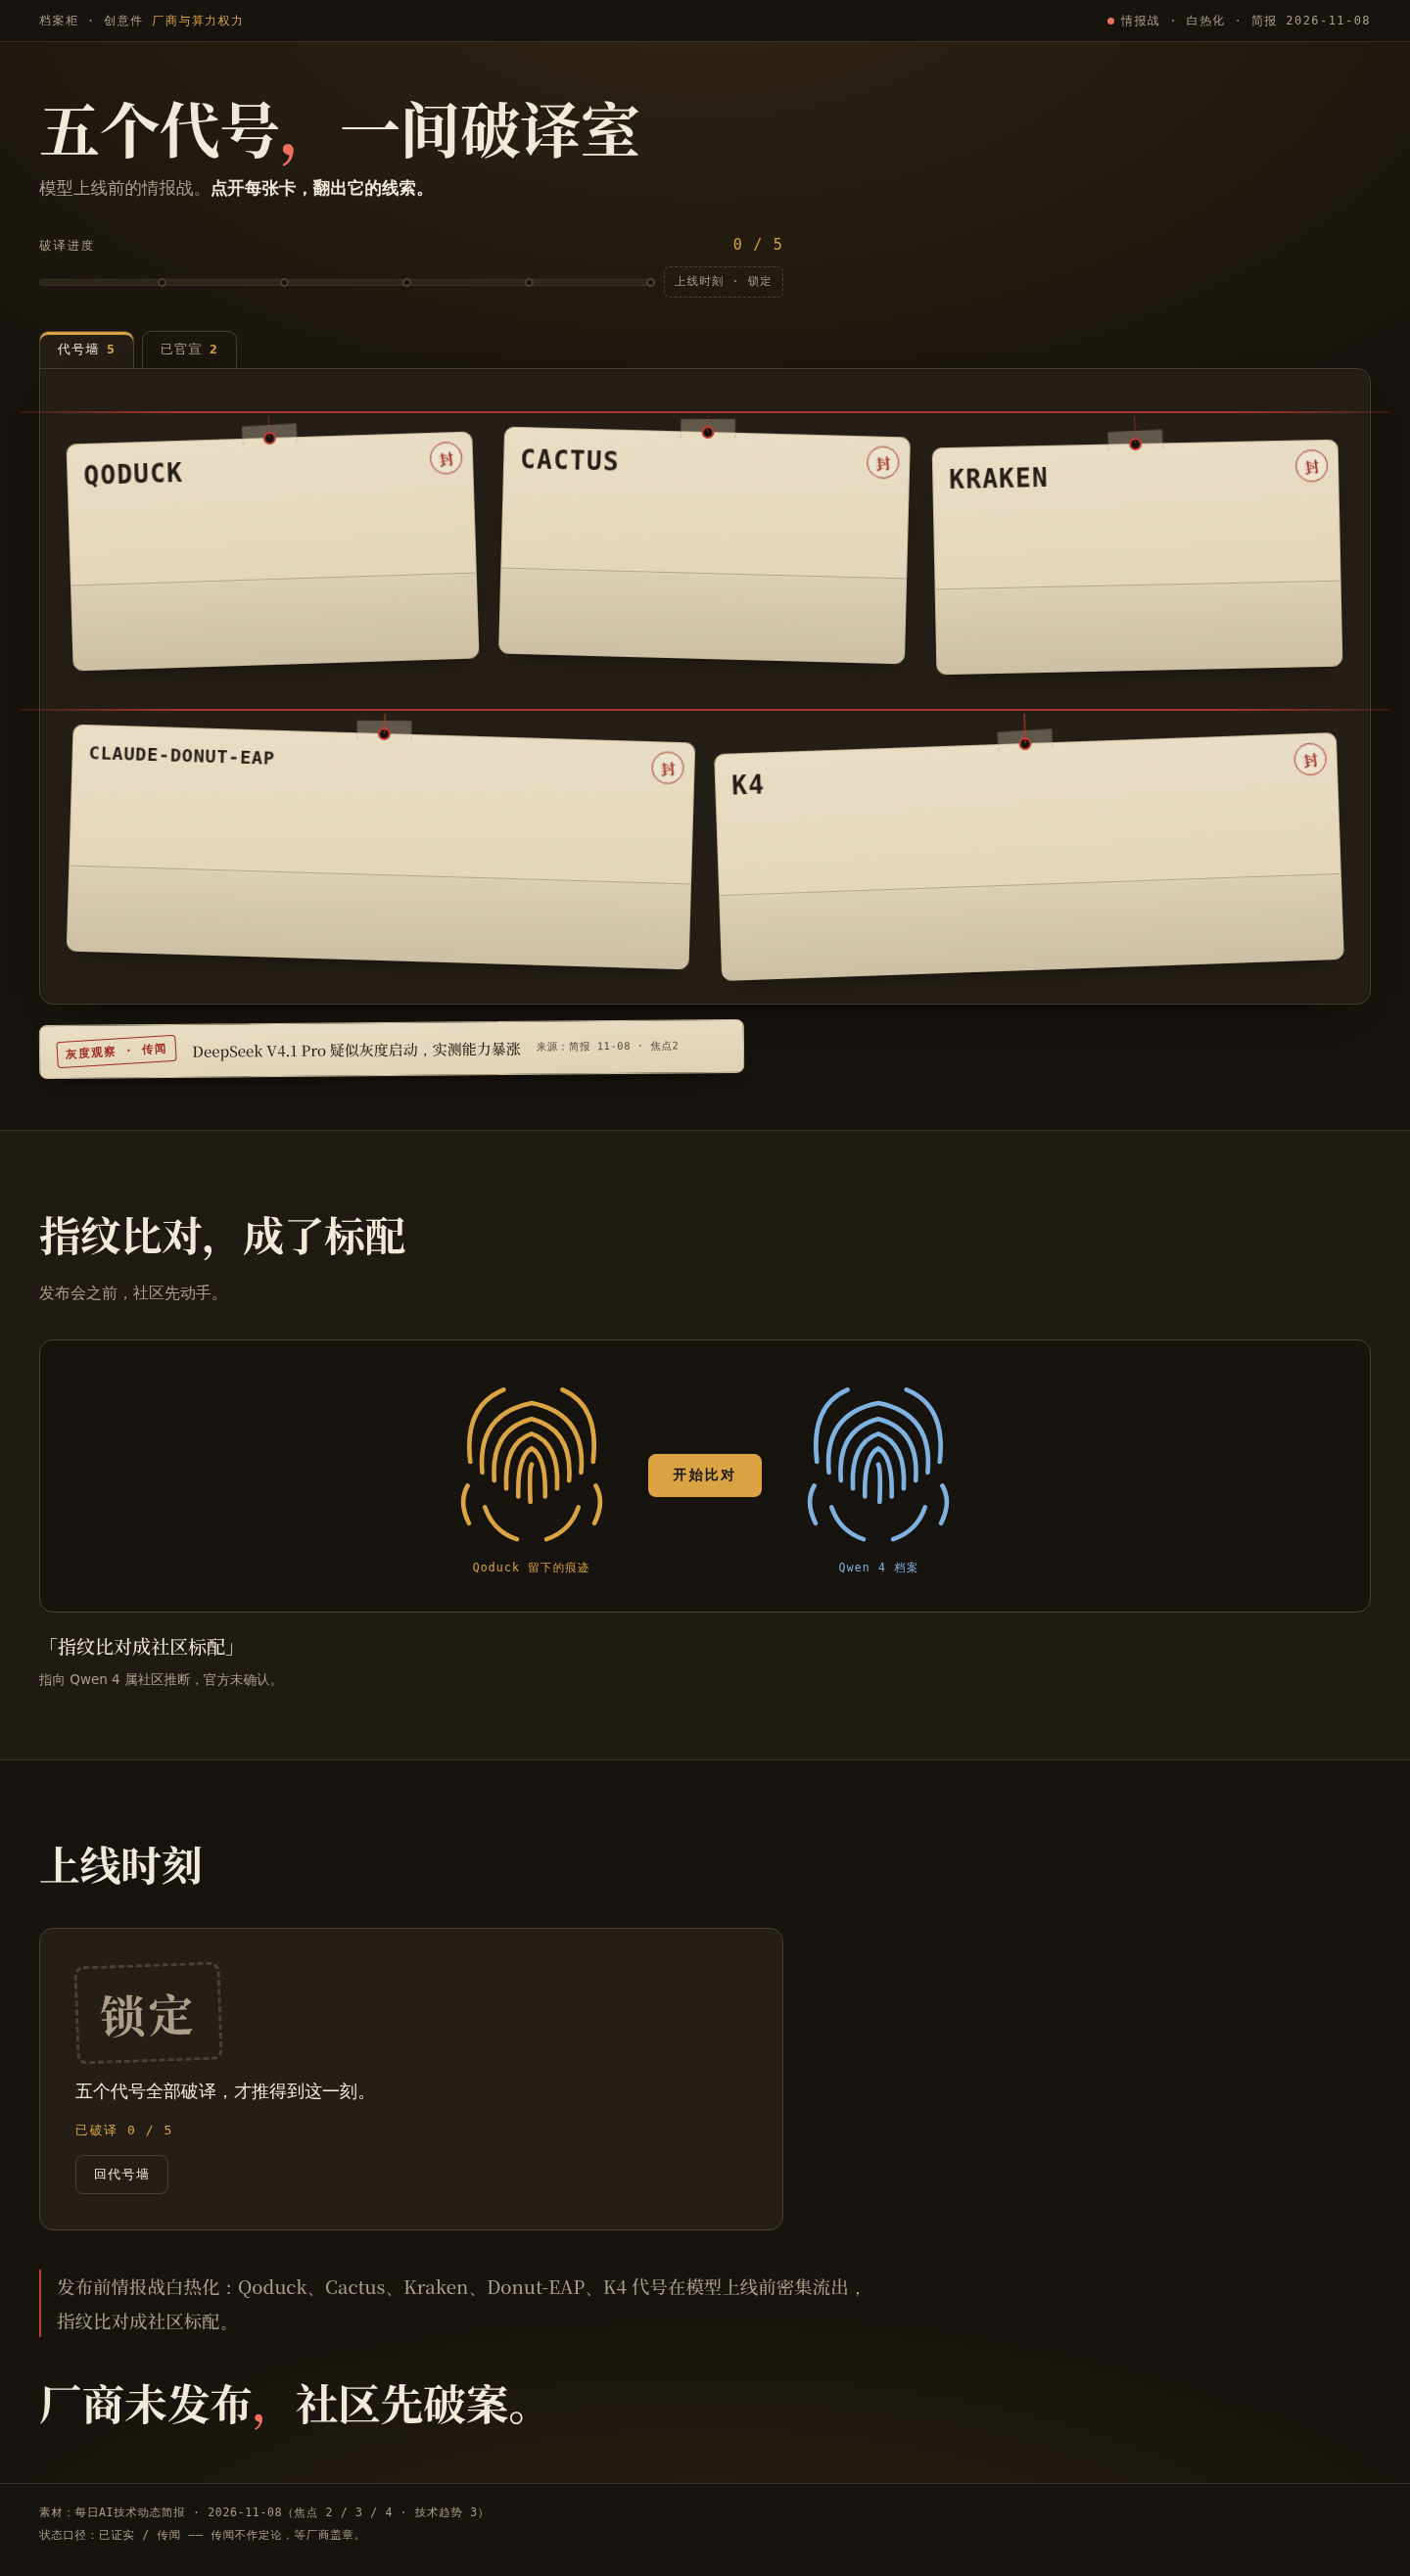 档案柜 · 创意件 厂商与算力权力
情报战 · 白热化 · 简报 2026-11-08
五个代号，一间破译室
模型上线前的情报战。点开每张卡，翻出它的线索。
破译进度
0 / 5
上线时刻 · 锁定
代号墙 5
已官宣 2
QODUCK
封
CACTUS
封
KRAKEN
封
CLAUDE-DONUT-EAP
封
K4
封
灰度观察 · 传闻
DeepSeek V4.1 Pro 疑似灰度启动，实测能力暴涨
来源：简报 11-08 · 焦点2
指纹比对，成了标配
发布会之前，社区先动手。
开始比对
Qoduck 留下的痕迹
Qwen 4 档案
「指纹比对成社区标配」
指向 Qwen 4 属社区推断，官方未确认。
上线时刻
锁定
五个代号全部破译，才推得到这一刻。
已破译 0 / 5
回代号墙
发布前情报战白热化：Qoduck、Cactus、Kraken、Donut-EAP、K4 代号在模型上线前密集流出，
指纹比对成社区标配。
厂商未发布，社区先破案。
素材：每日AI技术动态简报 · 2026-11-08（焦点 2 / 3 / 4 · 技术趋势 3）
状态口径：已证实 / 传闻 —— 传闻不作定论，等厂商盖章。